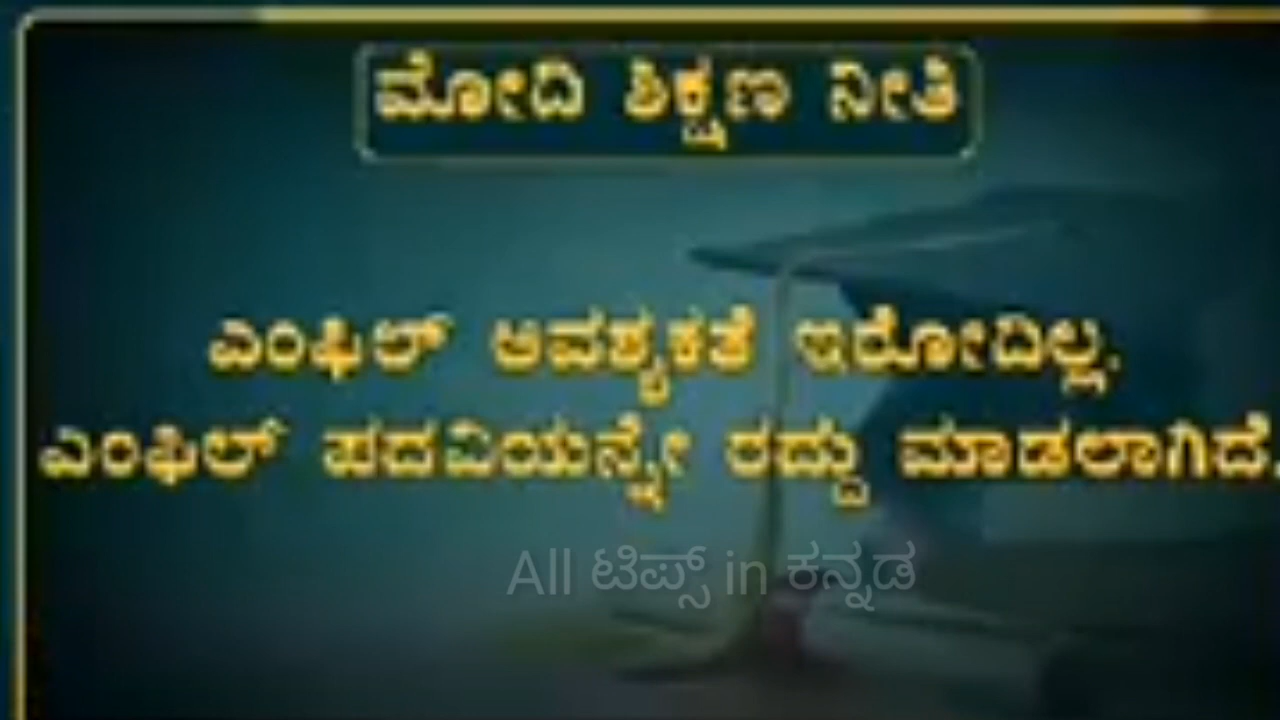 ಮೋದಿ ಶಿಕ್ಷಣ ನೀತಿ
ಎಂಫಿಲ್ ಅವಶ್ಯಕತೆ ಇರೋದಿಲ್ಲ.
ಎಂಫಿಲ್ ಪದವಿಯನ್ನೇ ರದ್ದು ಮಾಡಲಾಗಿದೆ.
All ಟಿಪ್ಸ್ in ಕನ್ನಡ